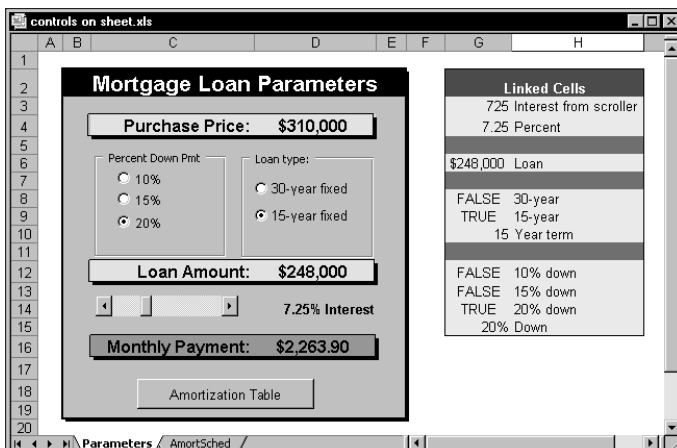 controls on sheet.xls
A B C D E F G H
1
2 Mortgage Loan Parameters Linked Cells
3 725 Interest from scroller
4 Purchase Price: $310,000 7.25 Percent
5
Percent Down Pmt Loan type:
6 10% $248,000 Loan
7
8 15% 30-year fixed FALSE 30-year
9 20% 15-year fixed TRUE 15-year
10 15 Year term
11
12 Loan Amount: $248,000 FALSE 10% down
13 FALSE 15% down
14 7.25% Interest TRUE 20% down
15 20% Down
16 Monthly Payment: $2,263.90
17
18 Amortization Table
19
20
Parameters AmortSched